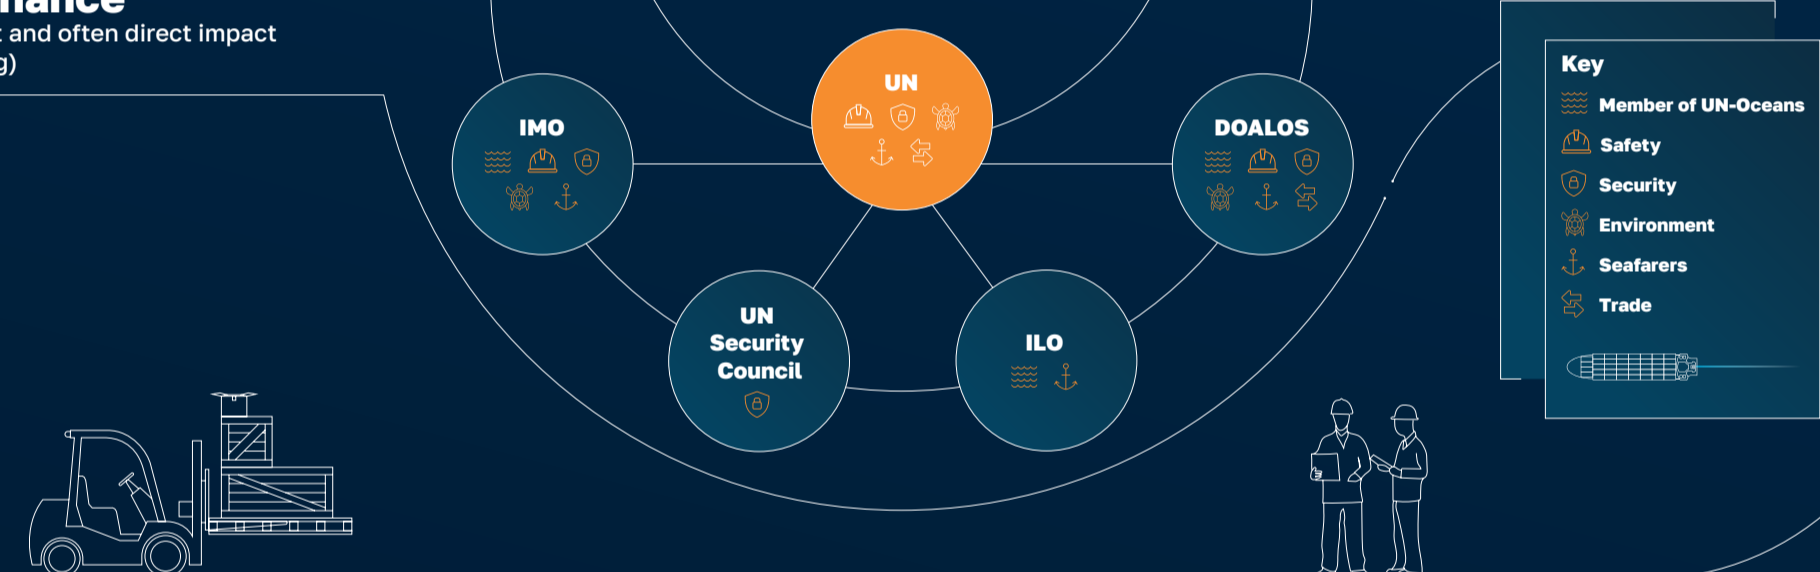 and often direct impact
UN
IMO
DOALOS
UN
Security
Council
ILO
Key
Member of UN-Oceans
Safety
Security
Environment
Seafarers
Trade